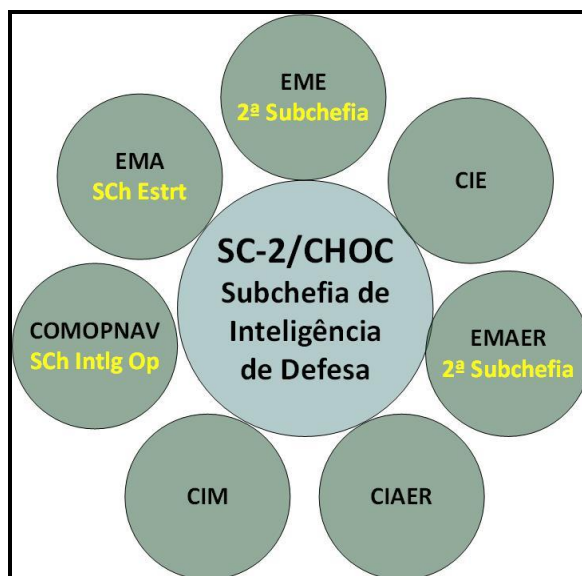 EME
2ª Subchefia
EMA
SCh Estrt
CIE
SC-2/CHOC
Subchefia de
Inteligência
de Defesa
COMOPNAV
SCh Intlg Op
EMAER
2ª Subchefia
CIM
CIAER